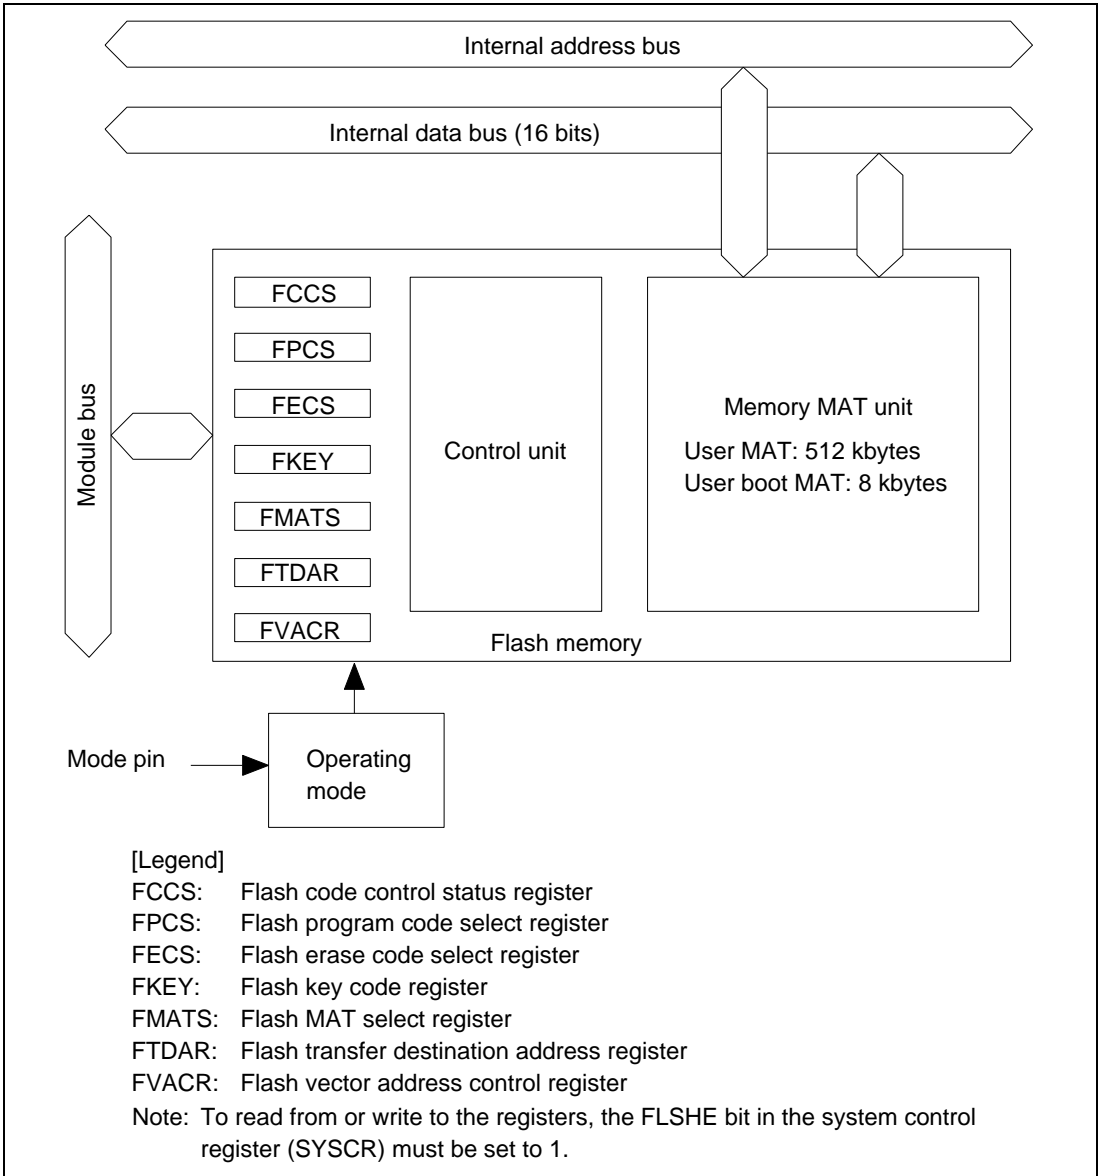 Internal address bus
Internal data bus (16 bits)
Module bus
FCCS
FPCS
FECS
FKEY
FMATS
FTDAR
FVACR
Control unit
Memory MAT unit
User MAT: 512 kbytes
User boot MAT: 8 kbytes
Flash memory
Mode pin
Operating
mode
[Legend]
FCCS: Flash code control status register
FPCS: Flash program code select register
FECS: Flash erase code select register
FKEY: Flash key code register
FMATS: Flash MAT select register
FTDAR: Flash transfer destination address register
FVACR: Flash vector address control register
Note: To read from or write to the registers, the FLSHE bit in the system control
register (SYSCR) must be set to 1.